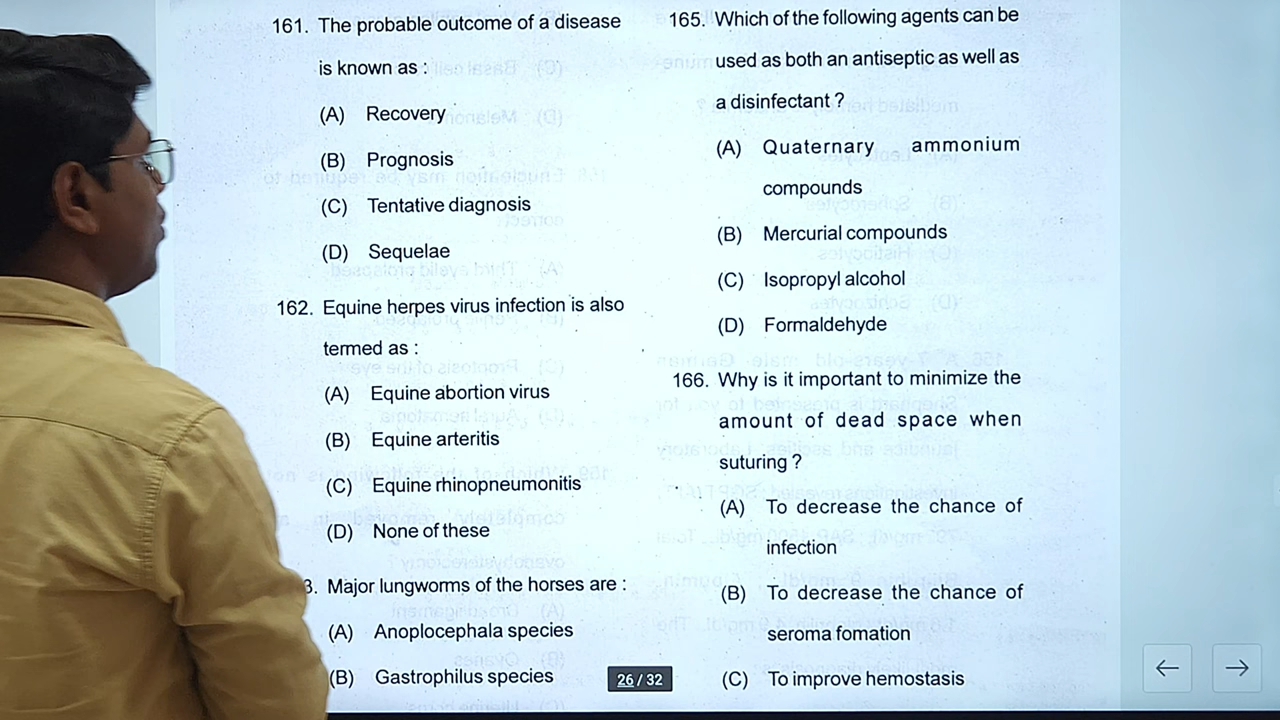 161. The probable outcome of a disease
is known as :
(A) Recovery
(B) Prognosis
(C) Tentative diagnosis
(D) Sequelae
162. Equine herpes virus infection is also
termed as :
(A) Equine abortion virus
(B) Equine arteritis
(C) Equine rhinopneumonitis
(D) None of these
3. Major lungworms of the horses are :
(A) Anoplocephala species
(B) Gastrophilus species
165. Which of the following agents can be
used as both an antiseptic as well as
a disinfectant ?
(A) Quaternary ammonium
compounds
(B) Mercurial compounds
(C) Isopropyl alcohol
(D) Formaldehyde
166. Why is it important to minimize the
amount of dead space when
suturing ?
(A) To decrease the chance of
infection
(B) To decrease the chance of
seroma fomation
(C) To improve hemostasis
26 / 32